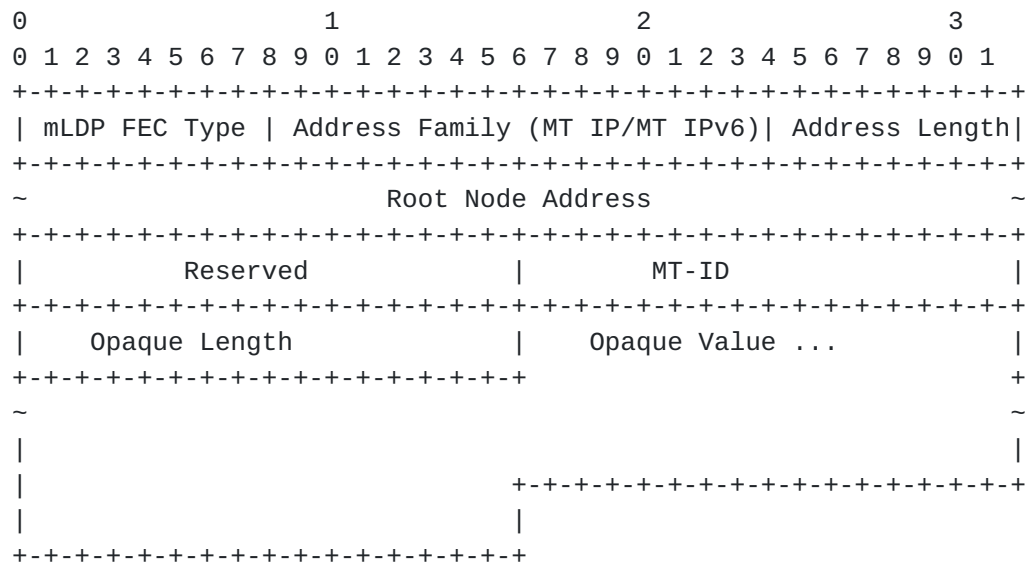 0                   1                   2                   3
0 1 2 3 4 5 6 7 8 9 0 1 2 3 4 5 6 7 8 9 0 1 2 3 4 5 6 7 8 9 0 1
+-+-+-+-+-+-+-+-+-+-+-+-+-+-+-+-+-+-+-+-+-+-+-+-+-+-+-+-+-+-+-+-+
| mLDP FEC Type | Address Family (MT IP/MT IPv6)| Address Length|
+-+-+-+-+-+-+-+-+-+-+-+-+-+-+-+-+-+-+-+-+-+-+-+-+-+-+-+-+-+-+-+-+
~                       Root Node Address                       ~
+-+-+-+-+-+-+-+-+-+-+-+-+-+-+-+-+-+-+-+-+-+-+-+-+-+-+-+-+-+-+-+-+
|          Reserved             |        MT-ID                  |
+-+-+-+-+-+-+-+-+-+-+-+-+-+-+-+-+-+-+-+-+-+-+-+-+-+-+-+-+-+-+-+-+
|    Opaque Length              |    Opaque Value ...           |
+-+-+-+-+-+-+-+-+-+-+-+-+-+-+-+-+                               +
~                                                               ~
|                                                               |
|                               +-+-+-+-+-+-+-+-+-+-+-+-+-+-+-+-+
|                               |
+-+-+-+-+-+-+-+-+-+-+-+-+-+-+-+-+